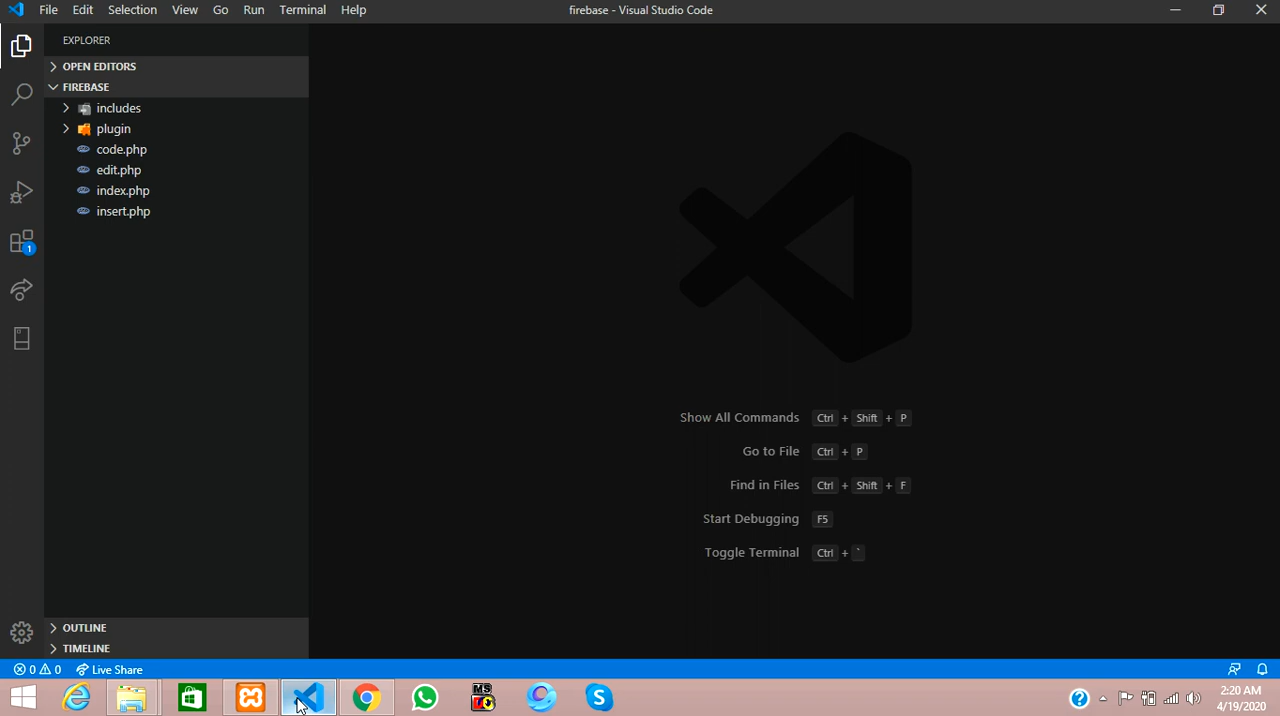 File Edit Selection View Go Run Terminal Help firebase - Visual Studio Code
EXPLORER
OPEN EDITORS
FIREBASE
includes
plugin
code.php
edit.php
index.php
insert.php
1
Show All Commands Ctrl + Shift + P
Go to File Ctrl + P
Find in Files Ctrl + Shift + F
Start Debugging F5
Toggle Terminal Ctrl + `
OUTLINE
TIMELINE
0 0 Live Share
MS
2:20 AM
4/19/2020